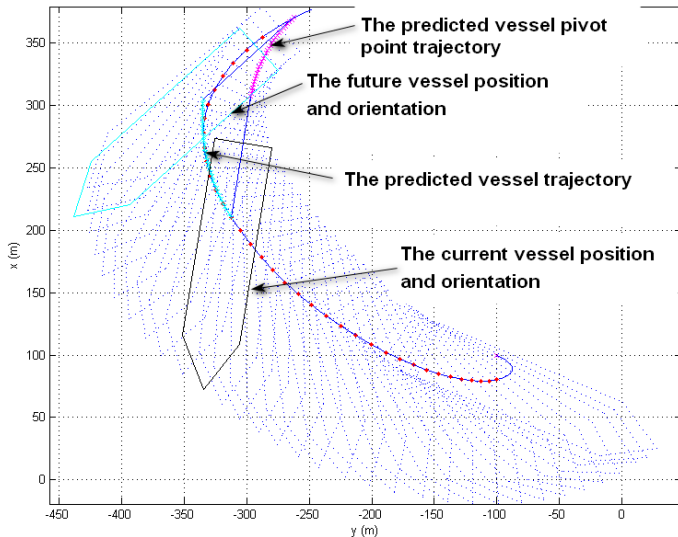 The predicted vessel pivot
point trajectory
The future vessel position
and orientation
The predicted vessel trajectory
The current vessel position
and orientation
x (m)
350
300
250
200
150
100
50
0
-450
-400
-350
-300
-250
-200
-150
-100
-50
0
y (m)